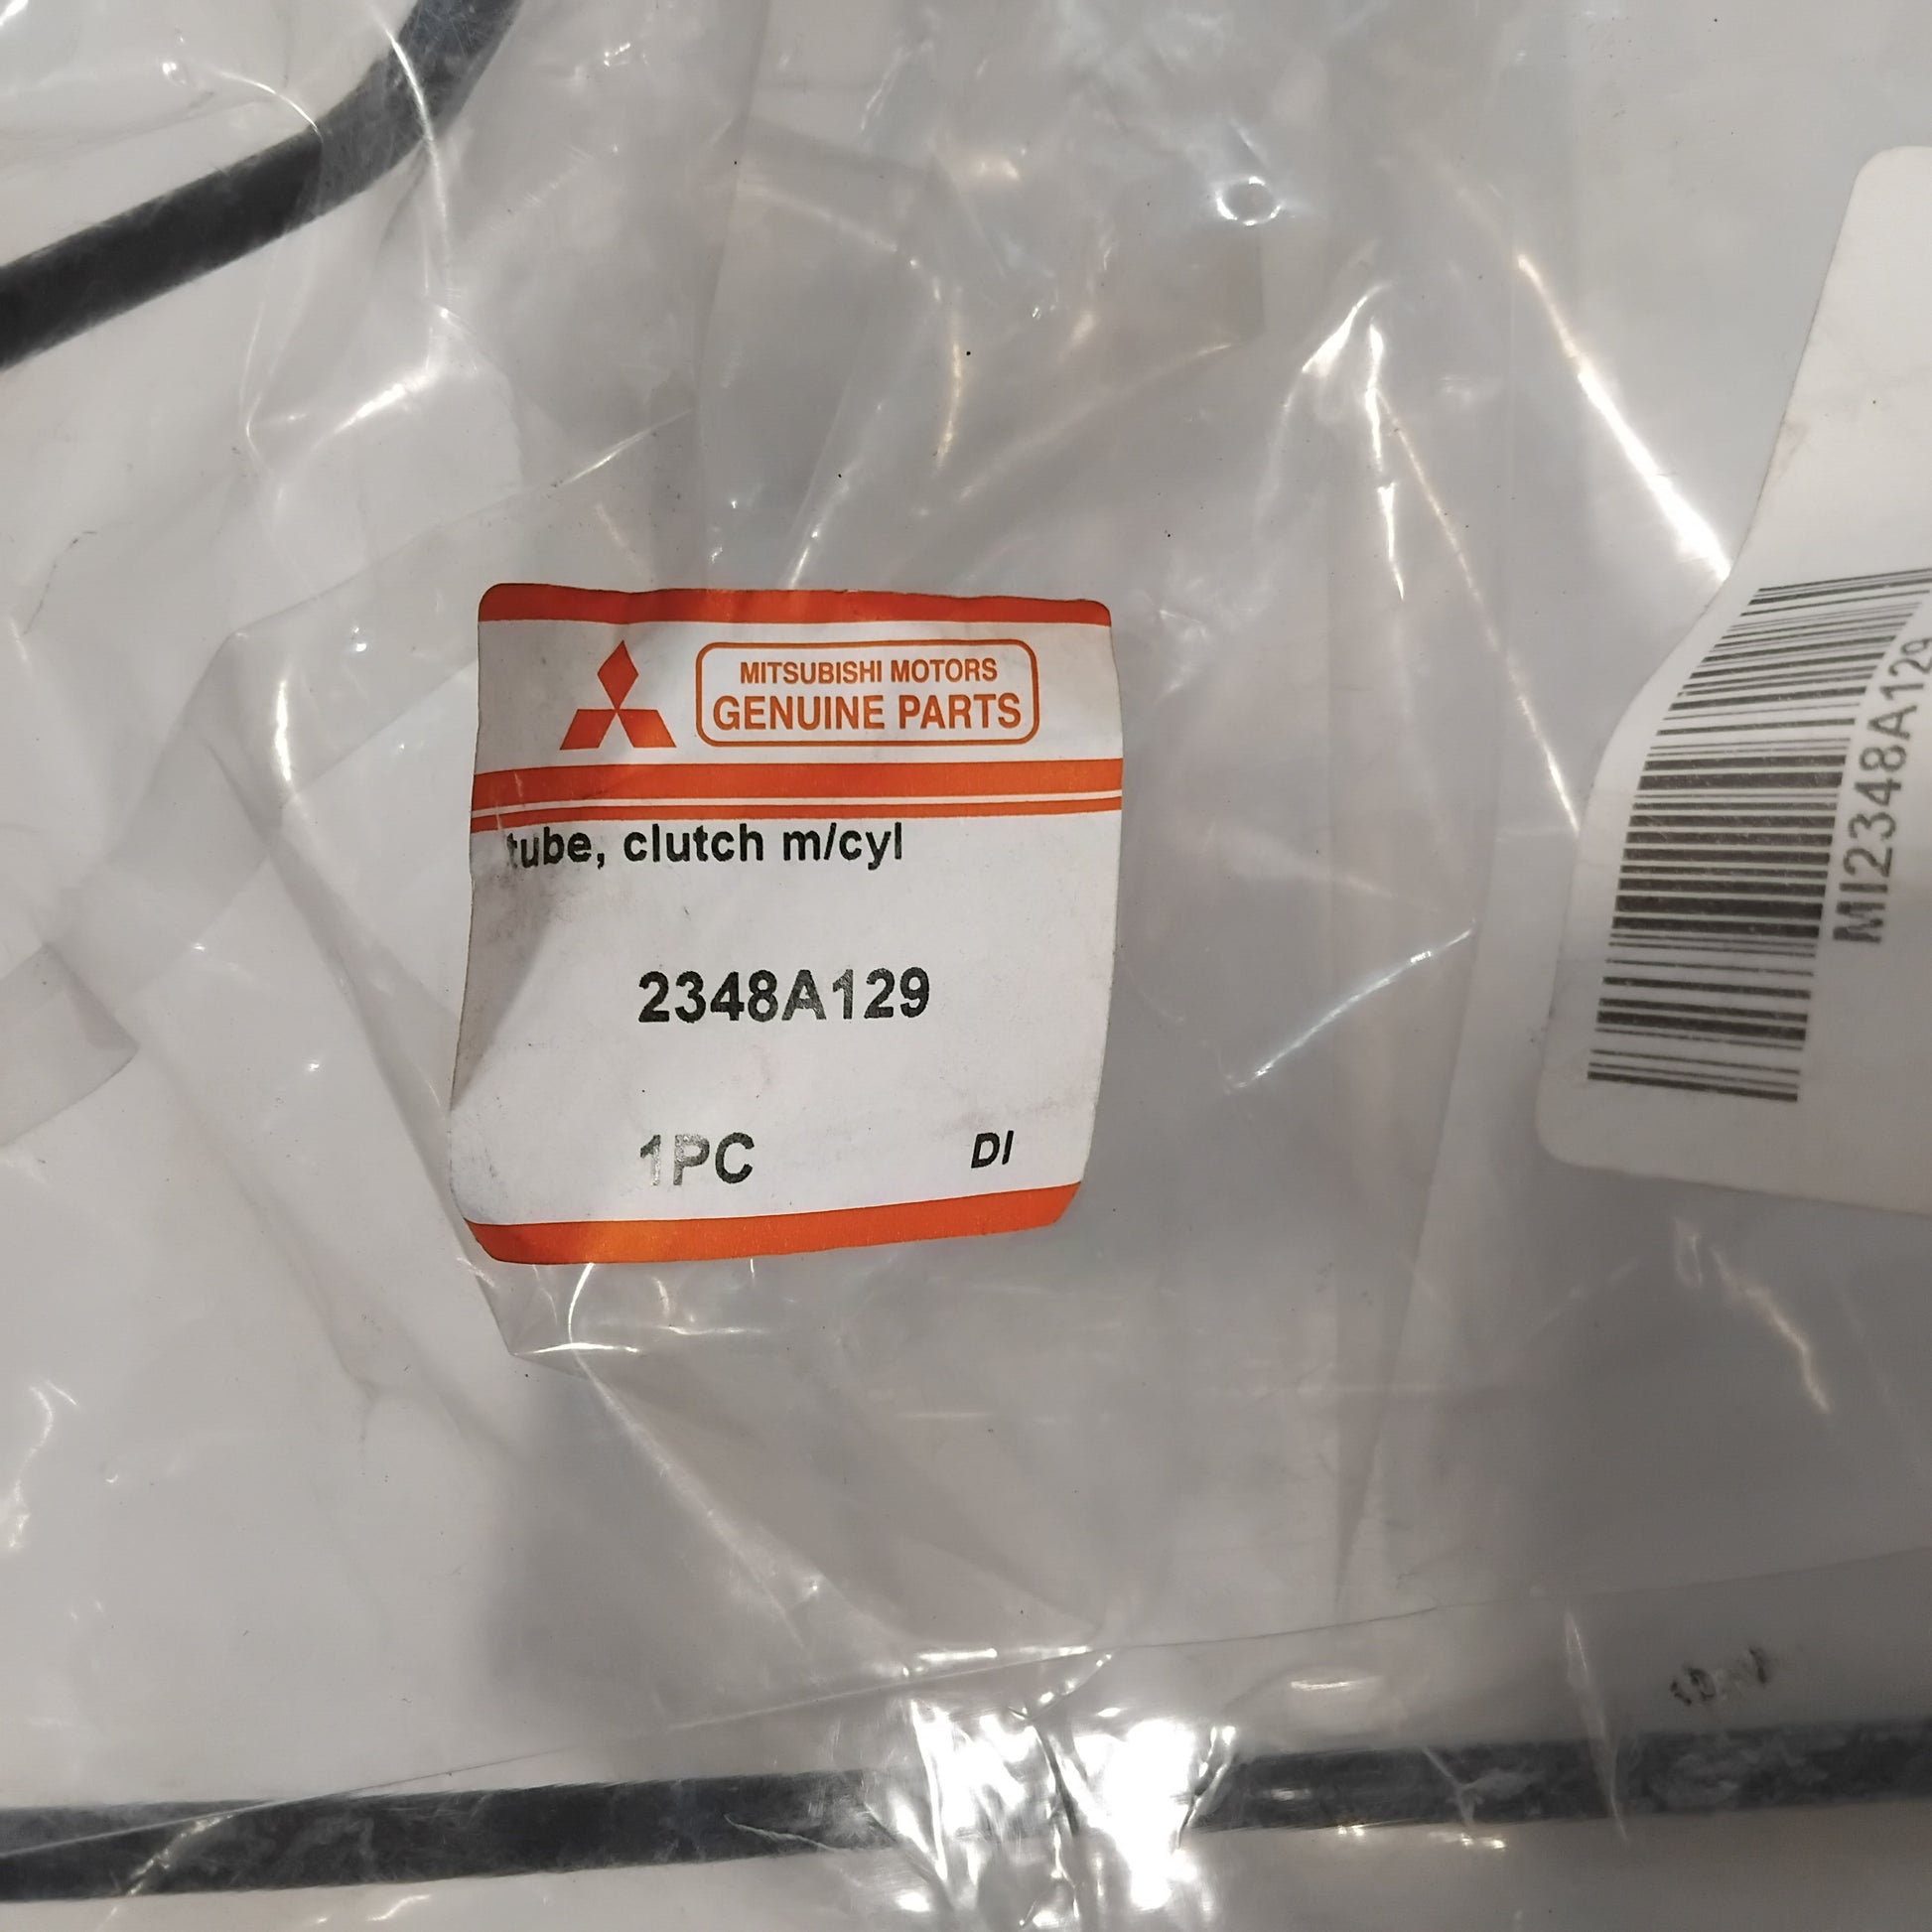 MITSUBISHI MOTORS
GENUINE PARTS
tube, clutch m/cyl
2348A129
1PC DI
MI2348A129